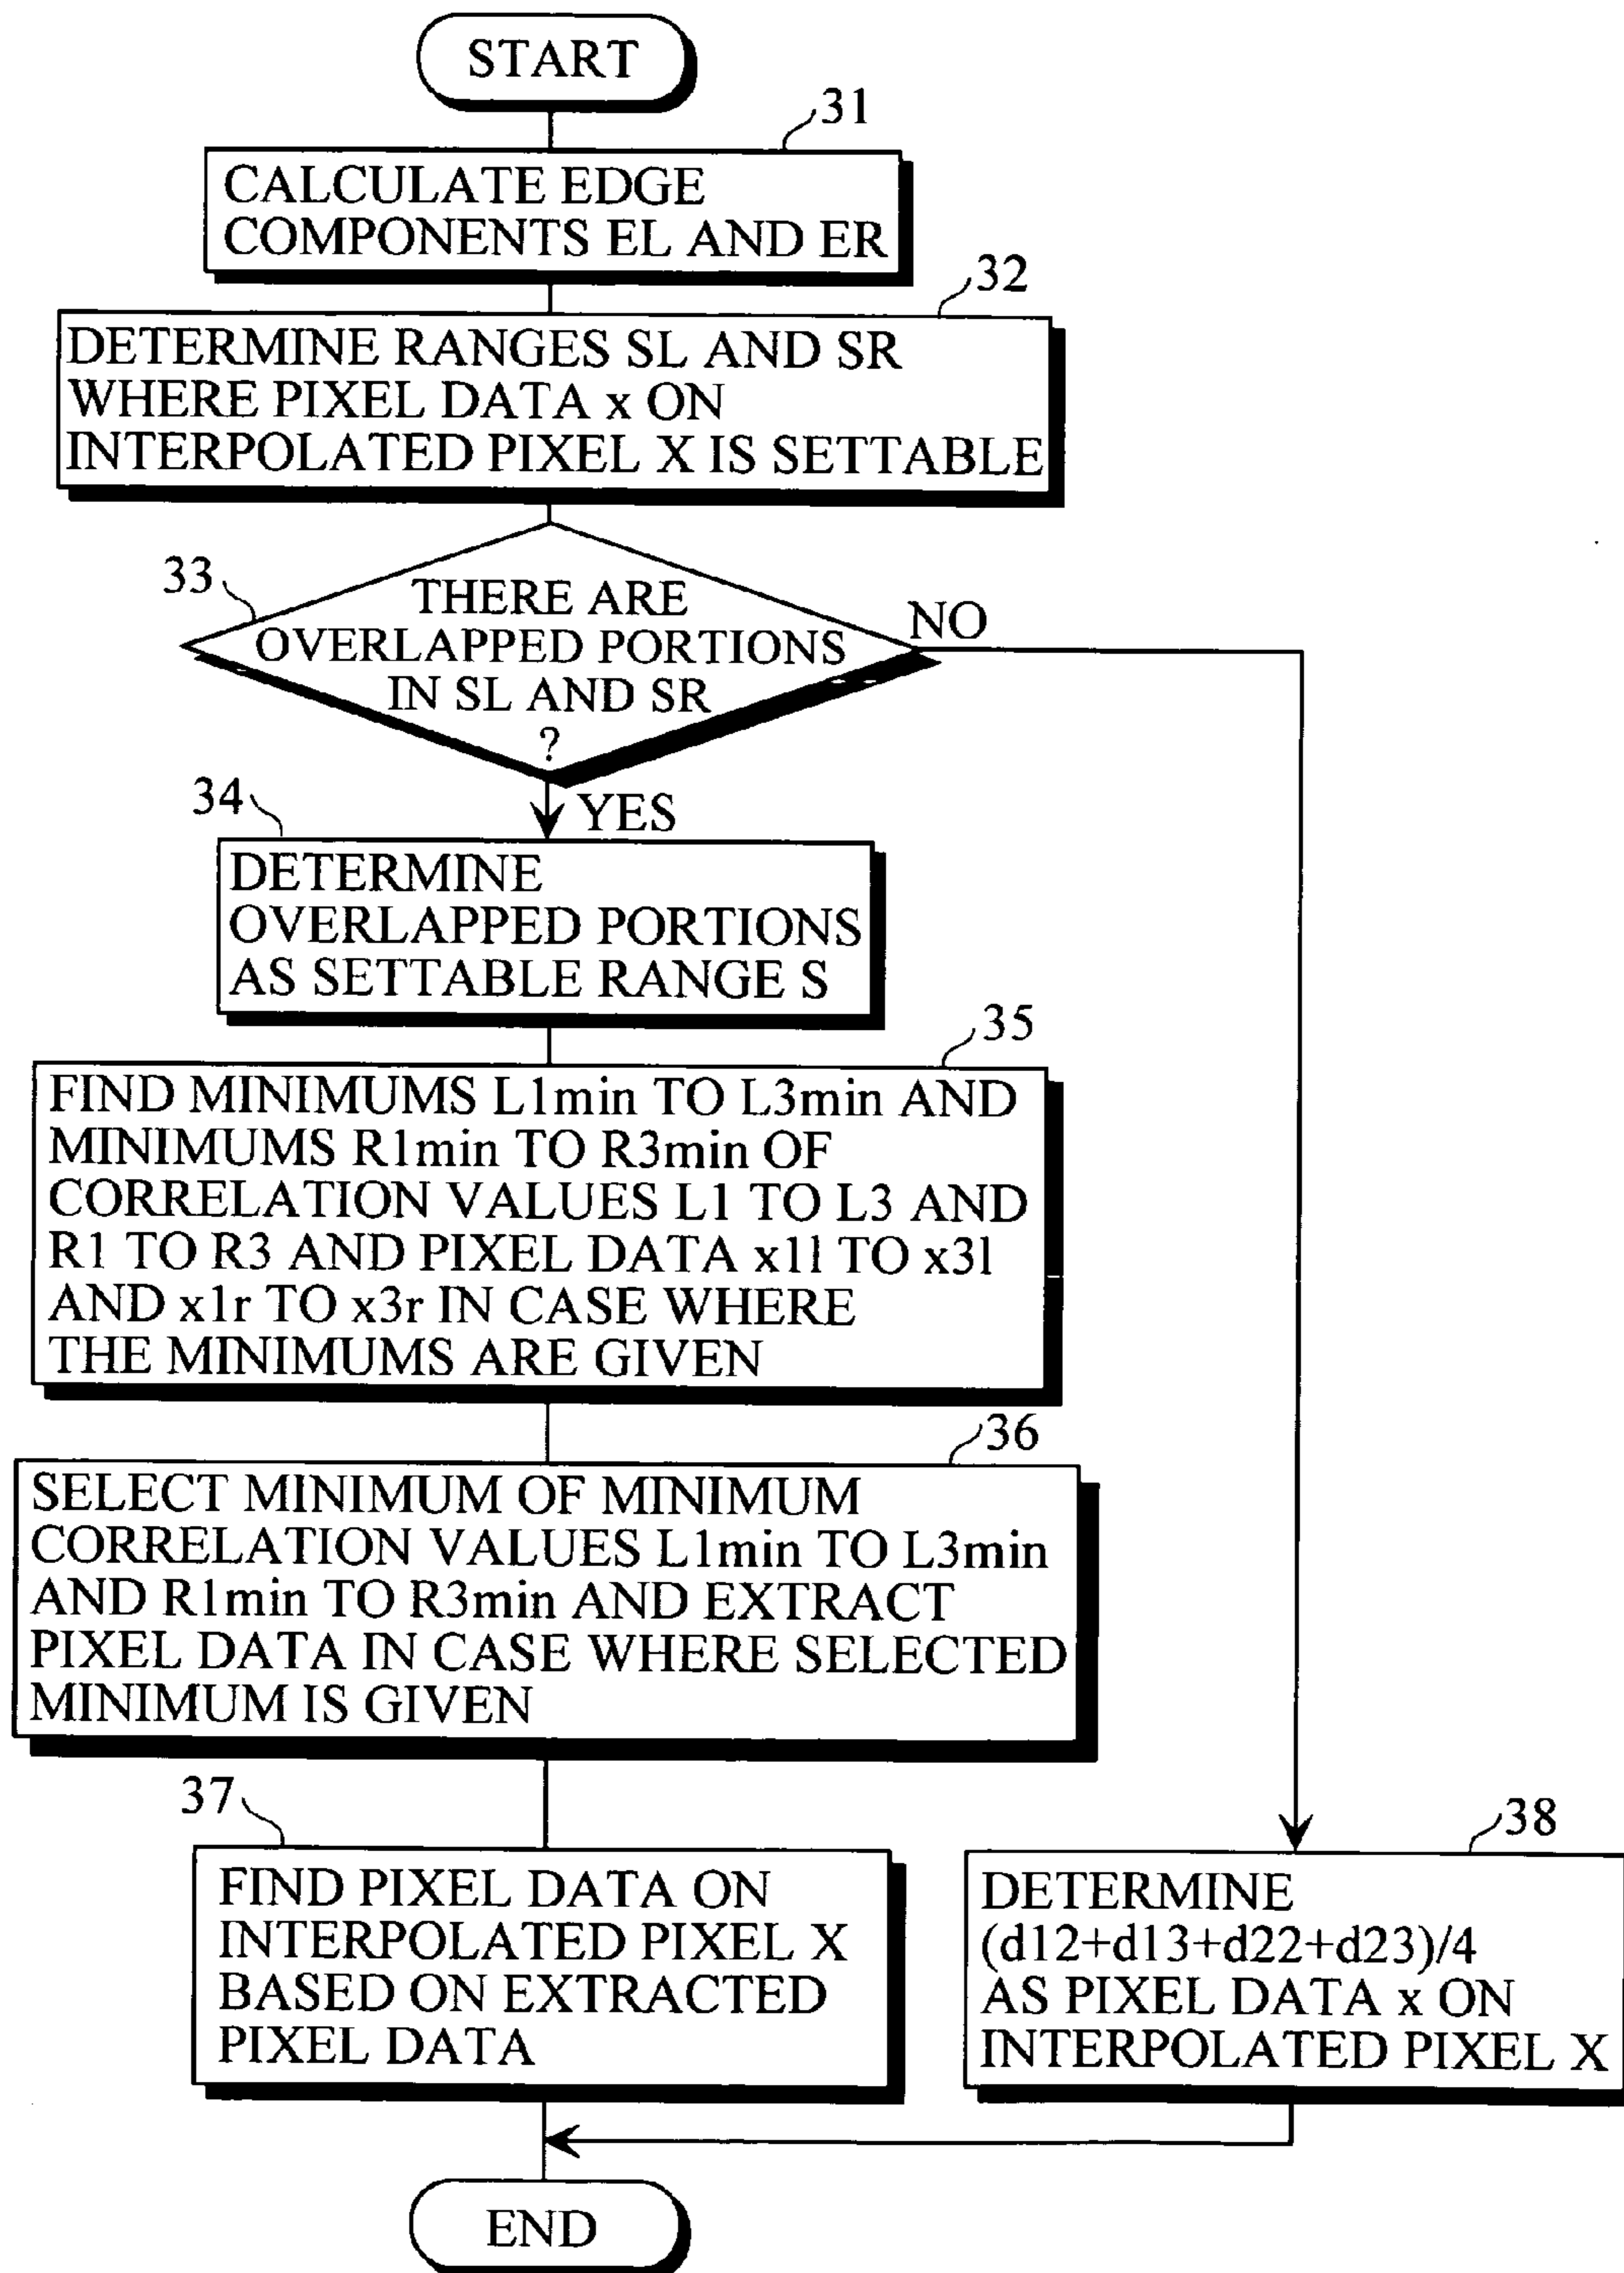 START
31
CALCULATE EDGE
COMPONENTS EL AND ER
32
DETERMINE RANGES SL AND SR
WHERE PIXEL DATA x ON
INTERPOLATED PIXEL X IS SETTABLE
33
THERE ARE
OVERLAPPED PORTIONS
IN SL AND SR
?
NO
YES
34
DETERMINE
OVERLAPPED PORTIONS
AS SETTABLE RANGE S
35
FIND MINIMUMS L1min TO L3min AND
MINIMUMS R1min TO R3min OF
CORRELATION VALUES L1 TO L3 AND
R1 TO R3 AND PIXEL DATA x1l TO x3l
AND x1r TO x3r IN CASE WHERE
THE MINIMUMS ARE GIVEN
36
SELECT MINIMUM OF MINIMUM
CORRELATION VALUES L1min TO L3min
AND R1min TO R3min AND EXTRACT
PIXEL DATA IN CASE WHERE SELECTED
MINIMUM IS GIVEN
37
FIND PIXEL DATA ON
INTERPOLATED PIXEL X
BASED ON EXTRACTED
PIXEL DATA
38
DETERMINE
(d12+d13+d22+d23)/4
AS PIXEL DATA x ON
INTERPOLATED PIXEL X
END